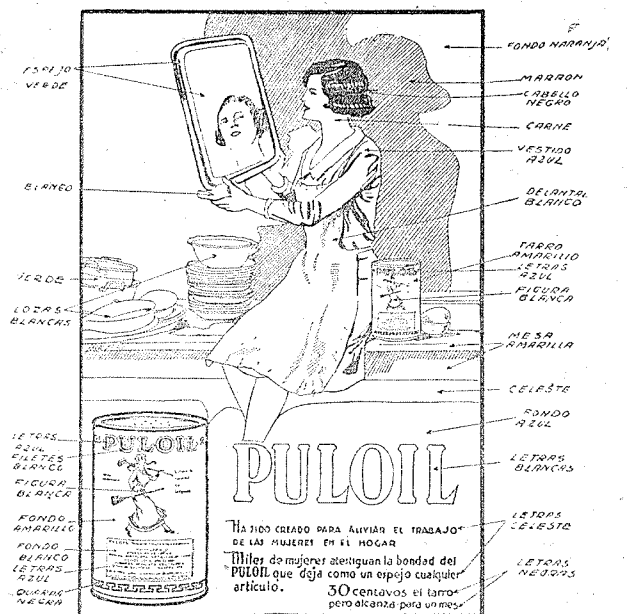 FONDO NARANJA
ESPEJO
VERDE
MARRON
CABELLO
NEGRO
CARNE
VESTIDO
AZUL
BLANCO
DELANTAL
BLANCO
TARRO
AMARILLO
LETRAS
AZUL
FIGURA
BLANCA
VERDE
LOZAS
BLANCAS
MESA
AMARILLA
CELESTE
FONDO
AZUL
LETRAS
AZUL
FILETES
BLANCO
FIGURA
BLANCA
FONDO
AMARILLO
FONDO
BLANCO
LETRAS
AZUL
GUARDA
NEGRA
"PULOIL"
PULOIL
LETRAS
BLANCAS
HA SIDO CREADO PARA ALIVIAR EL TRABAJO
DE LAS MUJERES EN EL HOGAR
LETRAS
CELESTE
Miles de mujeres atestiguan la bondad del
PULOIL que deja como un espejo cualquier
artículo.
30 centavos el tarro
pero alcanza para un mes
LETRAS
NEGRAS